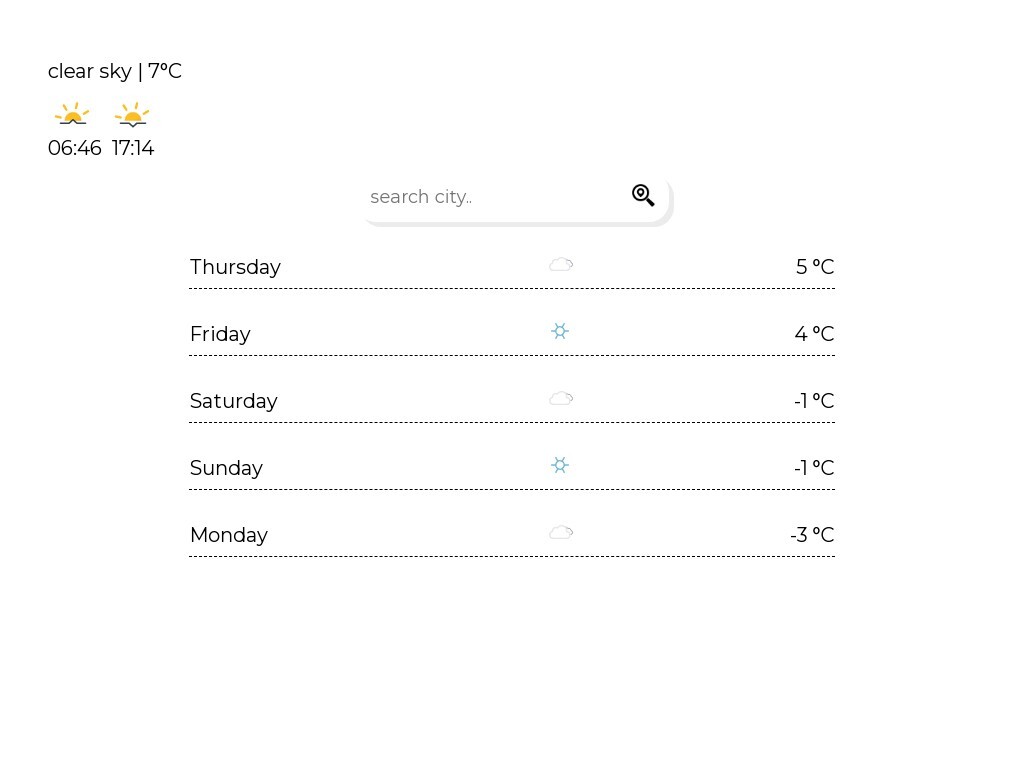 clear sky | 7°C
06:46 17:14
search city..
Thursday 5 °C
Friday 4 °C
Saturday -1 °C
Sunday -1 °C
Monday -3 °C